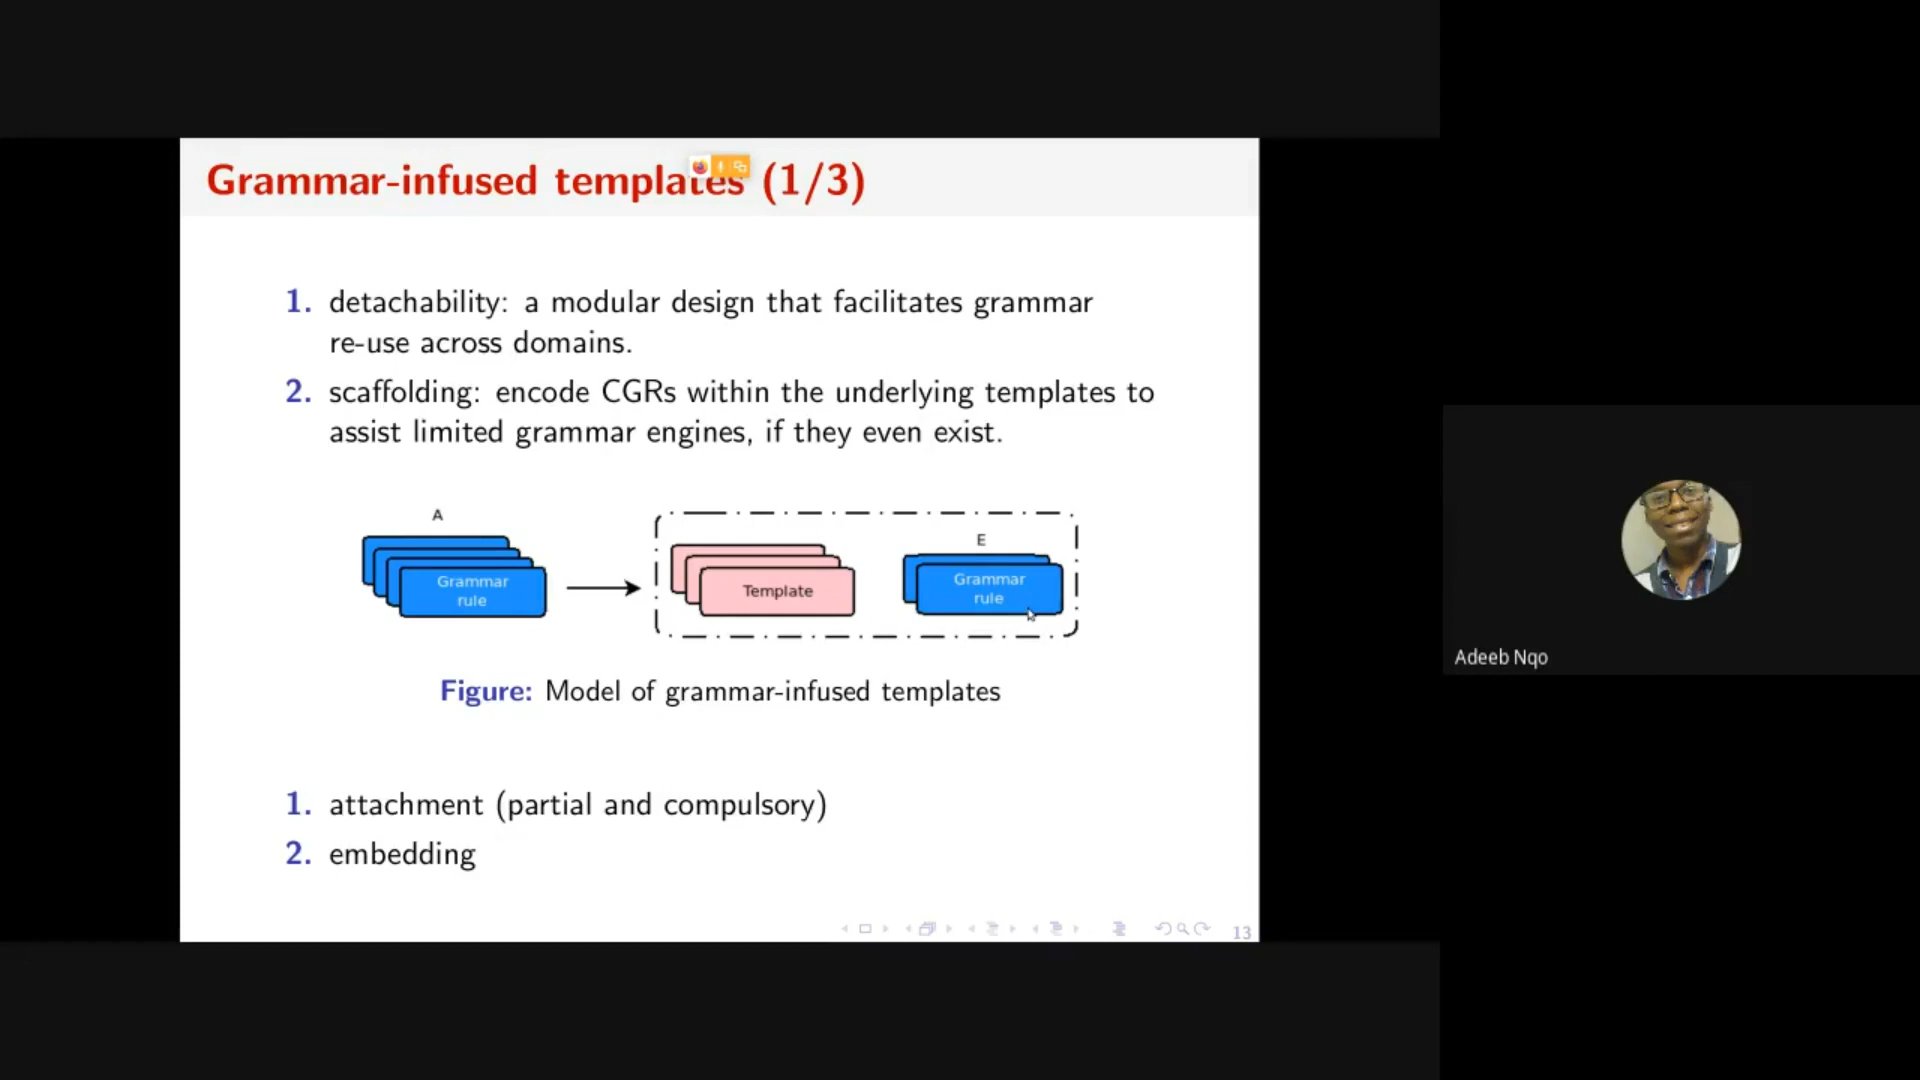 Grammar-infused templates (1/3)
1. detachability: a modular design that facilitates grammar
re-use across domains.
2. scaffolding: encode CGRs within the underlying templates to
assist limited grammar engines, if they even exist.
A
Grammar
rule
Template
E
Grammar
rule
Figure: Model of grammar-infused templates
1. attachment (partial and compulsory)
2. embedding
13
Adeeb Nqo